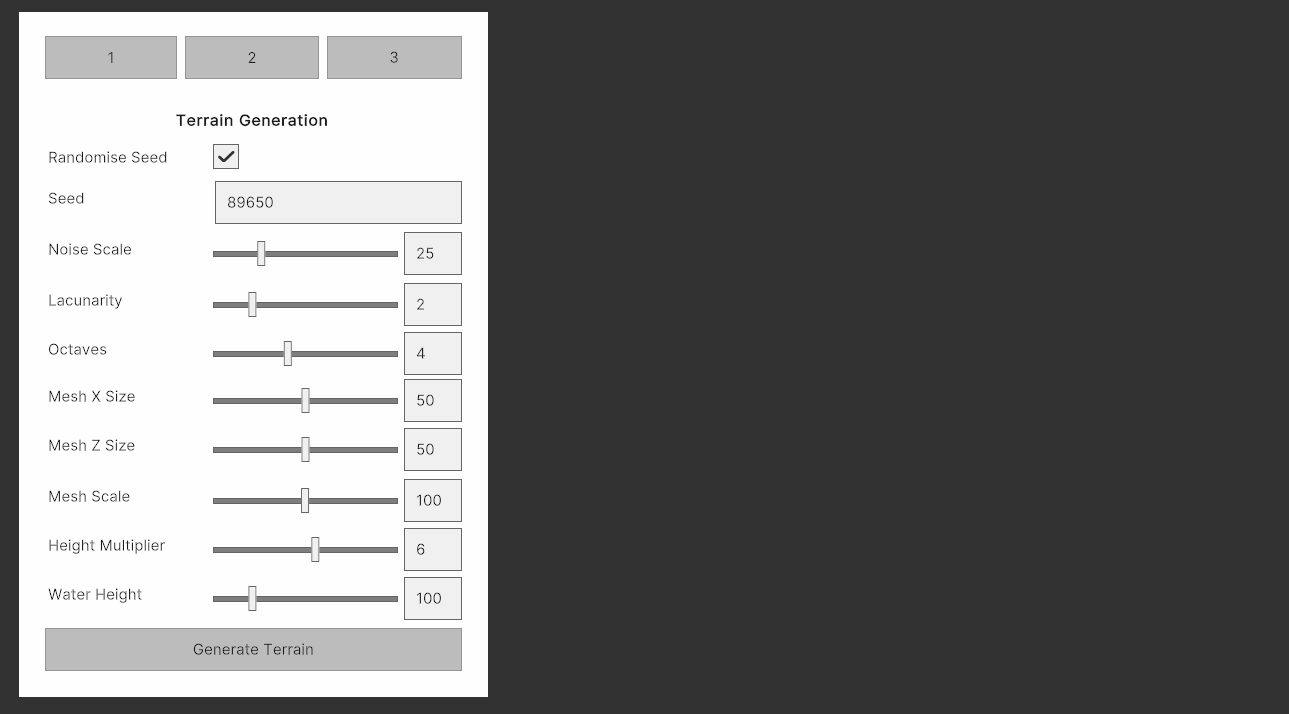 1 2 3
Terrain Generation
Randomise Seed
Seed 89650
Noise Scale 25
Lacunarity 2
Octaves 4
Mesh X Size 50
Mesh Z Size 50
Mesh Scale 100
Height Multiplier 6
Water Height 100
Generate Terrain